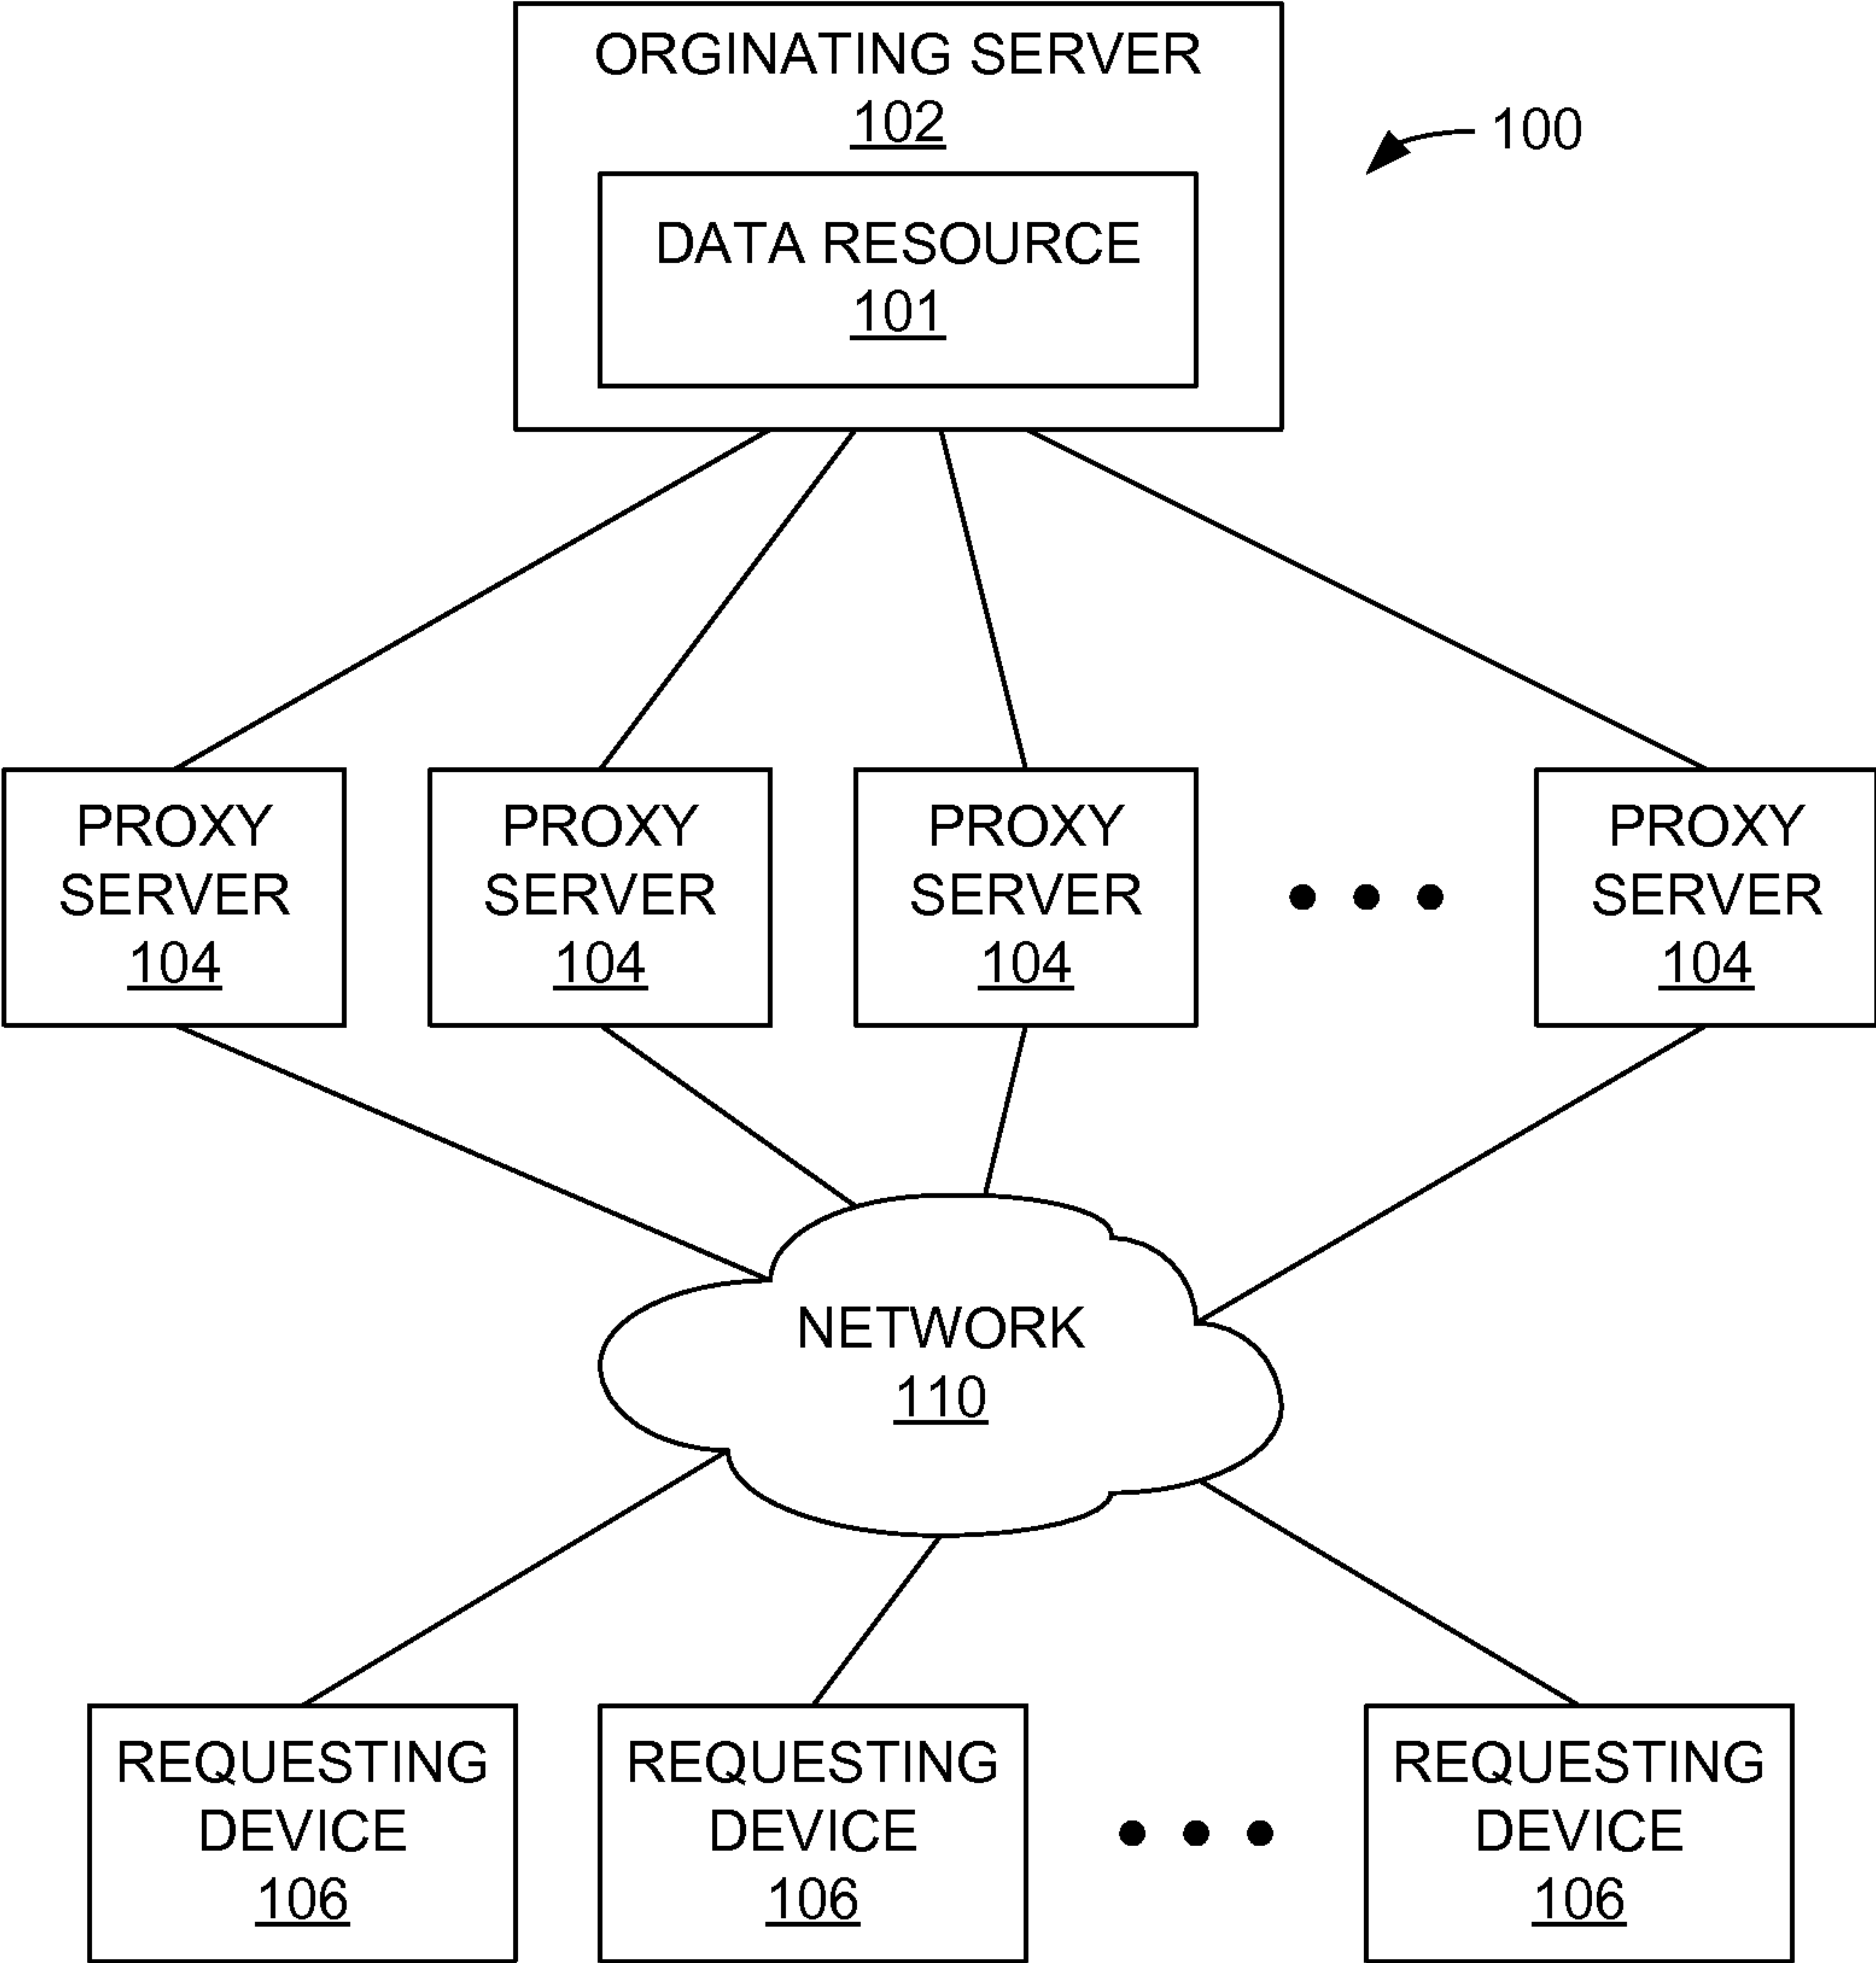 ORGINATING SERVER
102
100
DATA RESOURCE
101
PROXY
SERVER
104
PROXY
SERVER
104
PROXY
SERVER
104
PROXY
SERVER
104
NETWORK
110
REQUESTING
DEVICE
106
REQUESTING
DEVICE
106
REQUESTING
DEVICE
106